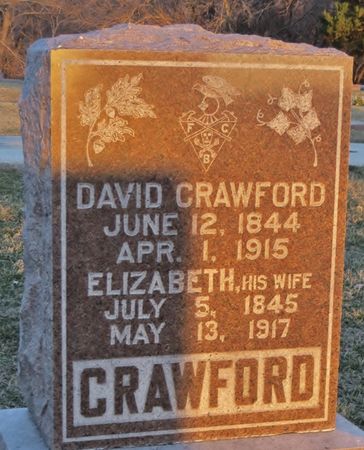 F C
B
DAVID CRAWFORD
JUNE 12, 1844
APR. 1, 1915
ELIZABETH, HIS WIFE
JULY 5, 1845
MAY 13, 1917
CRAWFORD